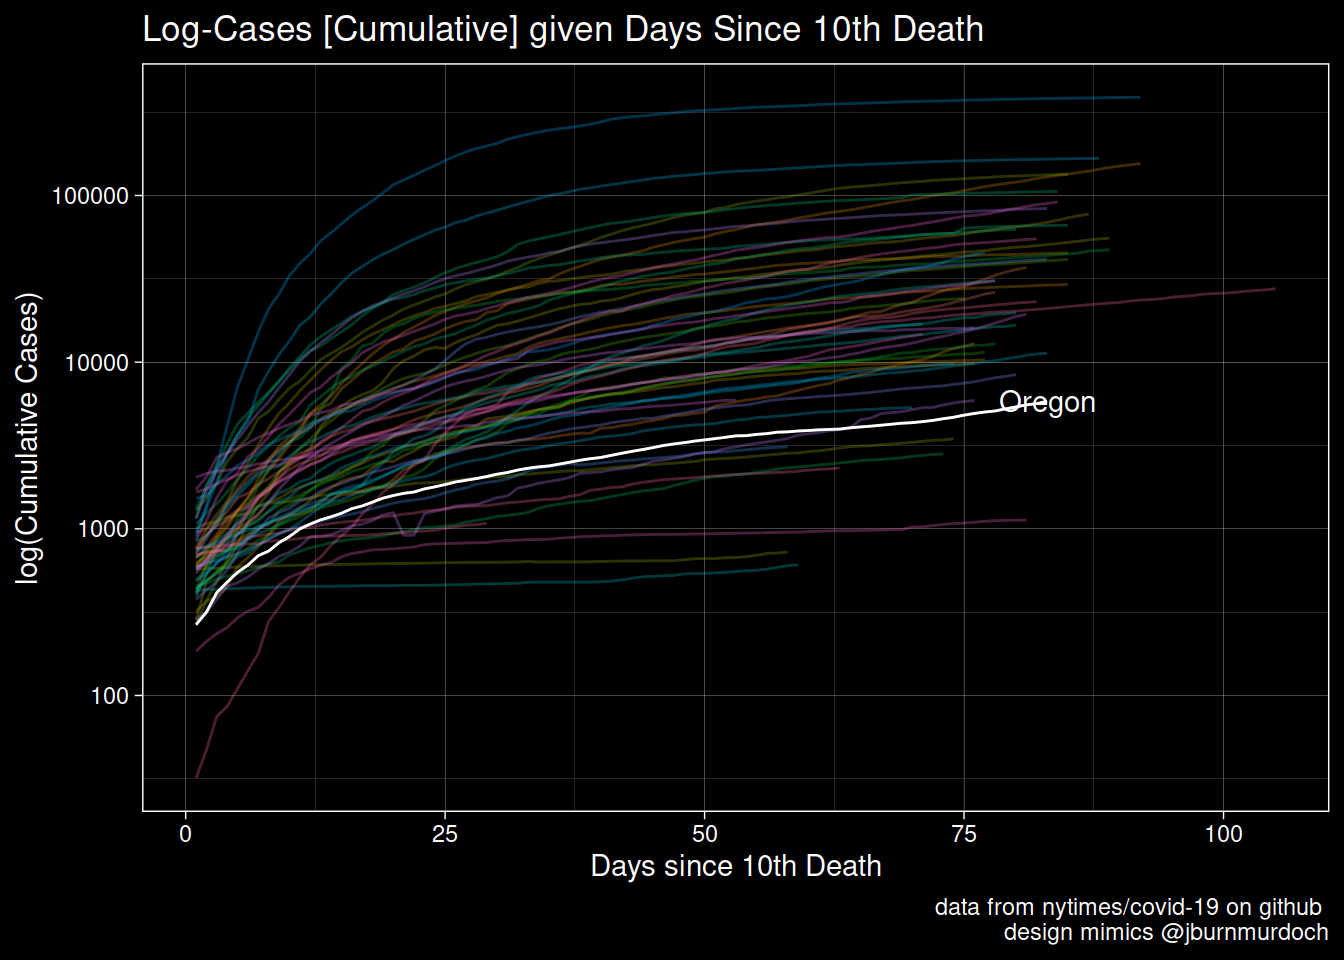 Log-Cases [Cumulative] given Days Since 10th Death
log(Cumulative Cases)
100000
10000
1000
100
Oregon
0 25 50 75 100
Days since 10th Death
data from nytimes/covid-19 on github
design mimics @jburnmurdoch